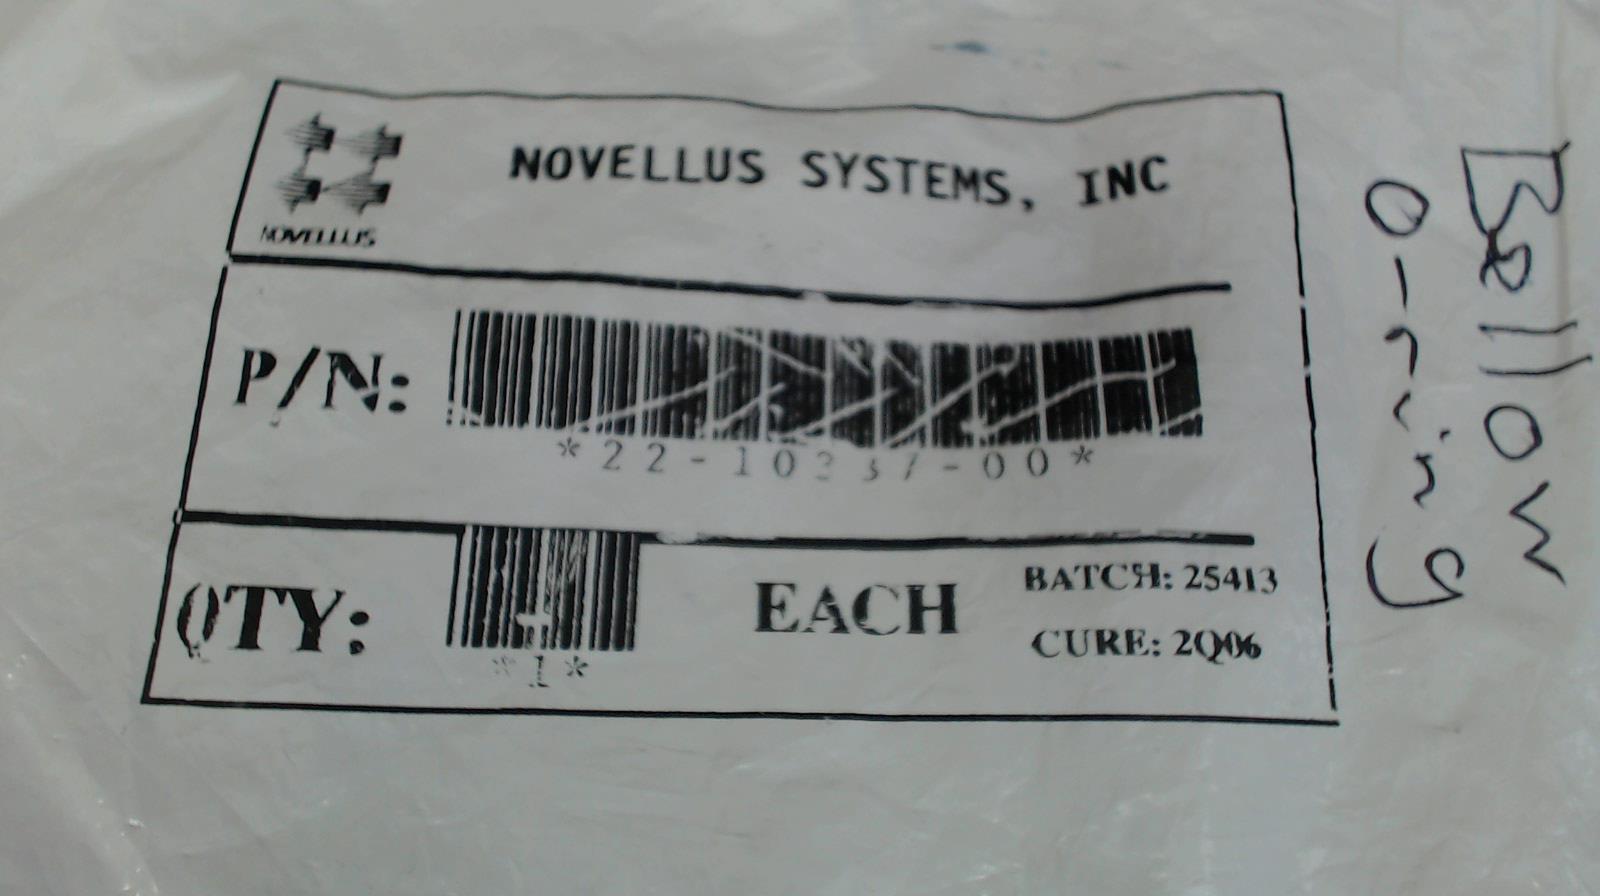 NOVELLUS
NOVELLUS SYSTEMS, INC
P/N:
QTY:
*1*
EACH
BATCH: 25413
CURE: 2Q06
Bellow
O-ring